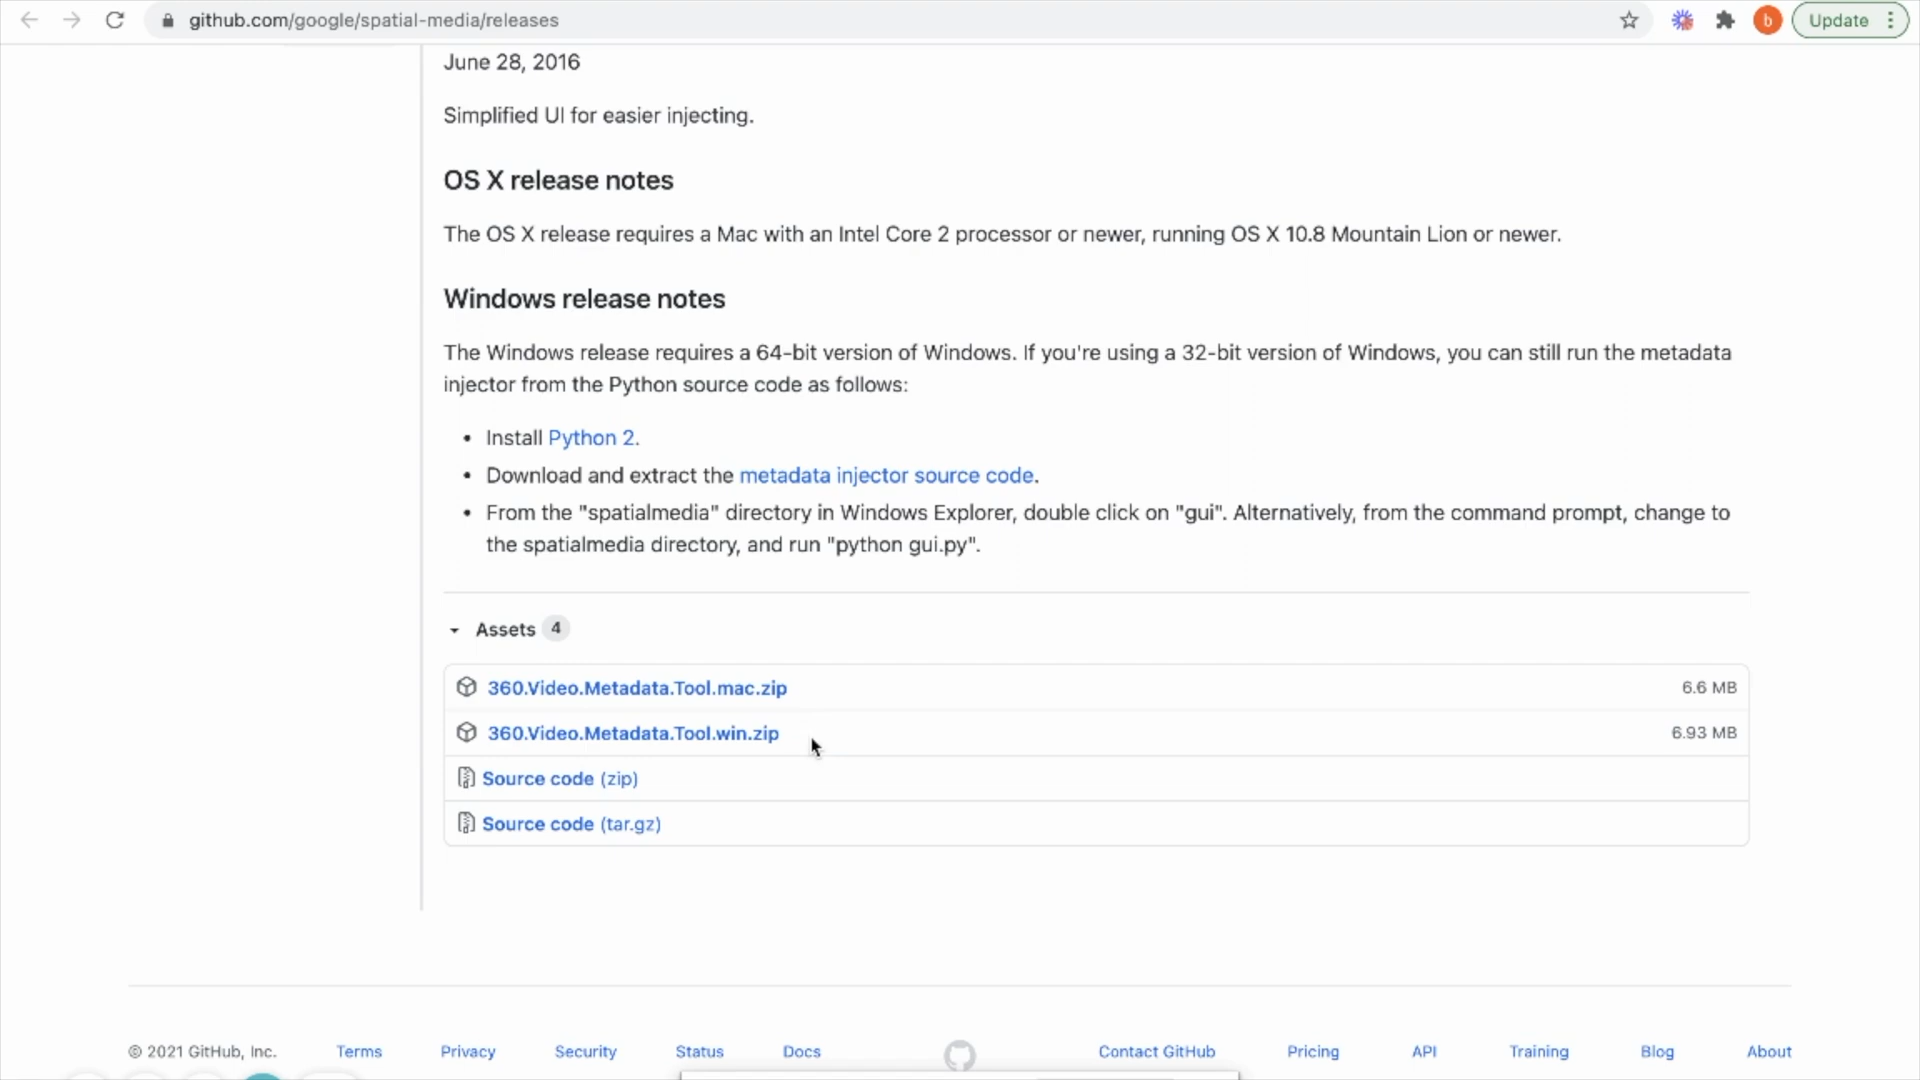 github.com/google/spatial-media/releases
b
Update
June 28, 2016
Simplified UI for easier injecting.
OS X release notes
The OS X release requires a Mac with an Intel Core 2 processor or newer, running OS X 10.8 Mountain Lion or newer.
Windows release notes
The Windows release requires a 64-bit version of Windows. If you're using a 32-bit version of Windows, you can still run the metadata
injector from the Python source code as follows:
• Install Python 2.
• Download and extract the metadata injector source code.
• From the "spatialmedia" directory in Windows Explorer, double click on "gui". Alternatively, from the command prompt, change to
the spatialmedia directory, and run "python gui.py".
Assets 4
360.Video.Metadata.Tool.mac.zip 6.6 MB
360.Video.Metadata.Tool.win.zip 6.93 MB
Source code (zip)
Source code (tar.gz)
© 2021 GitHub, Inc. Terms Privacy Security Status Docs Contact GitHub Pricing API Training Blog About